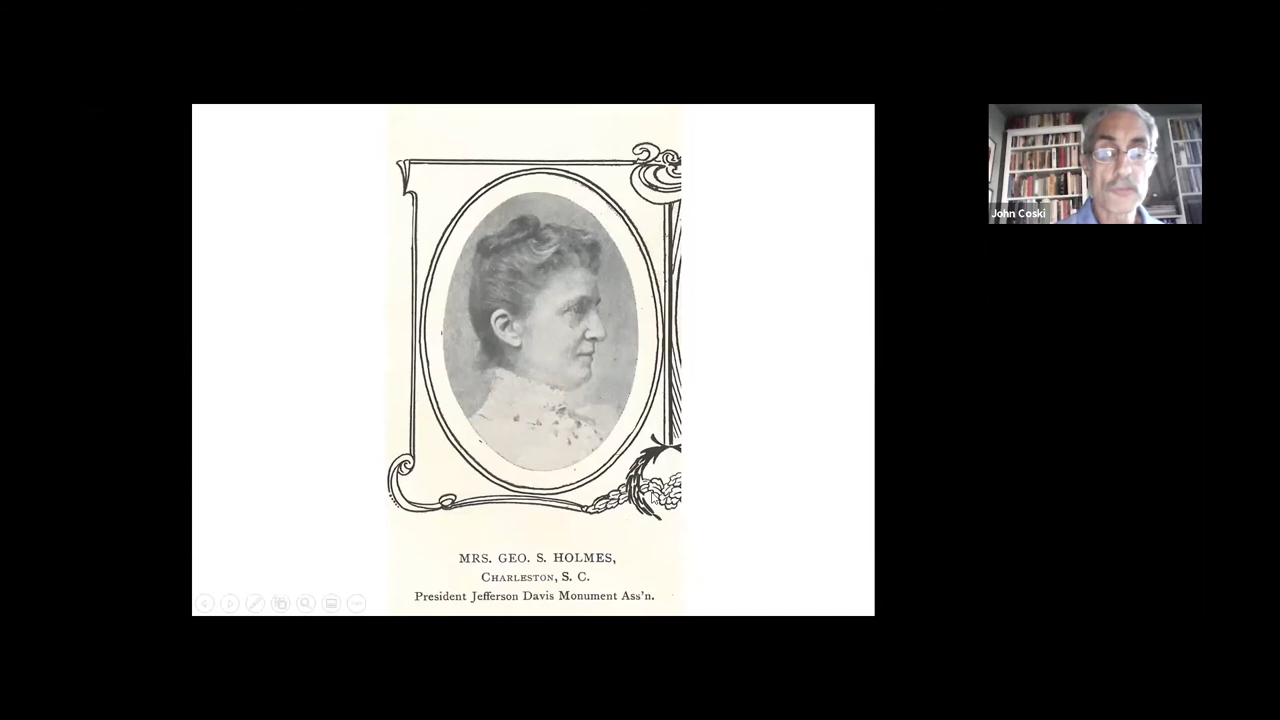 MRS. GEO. S. HOLMES,
CHARLESTON, S. C.
President Jefferson Davis Monument Ass'n.
John Coski